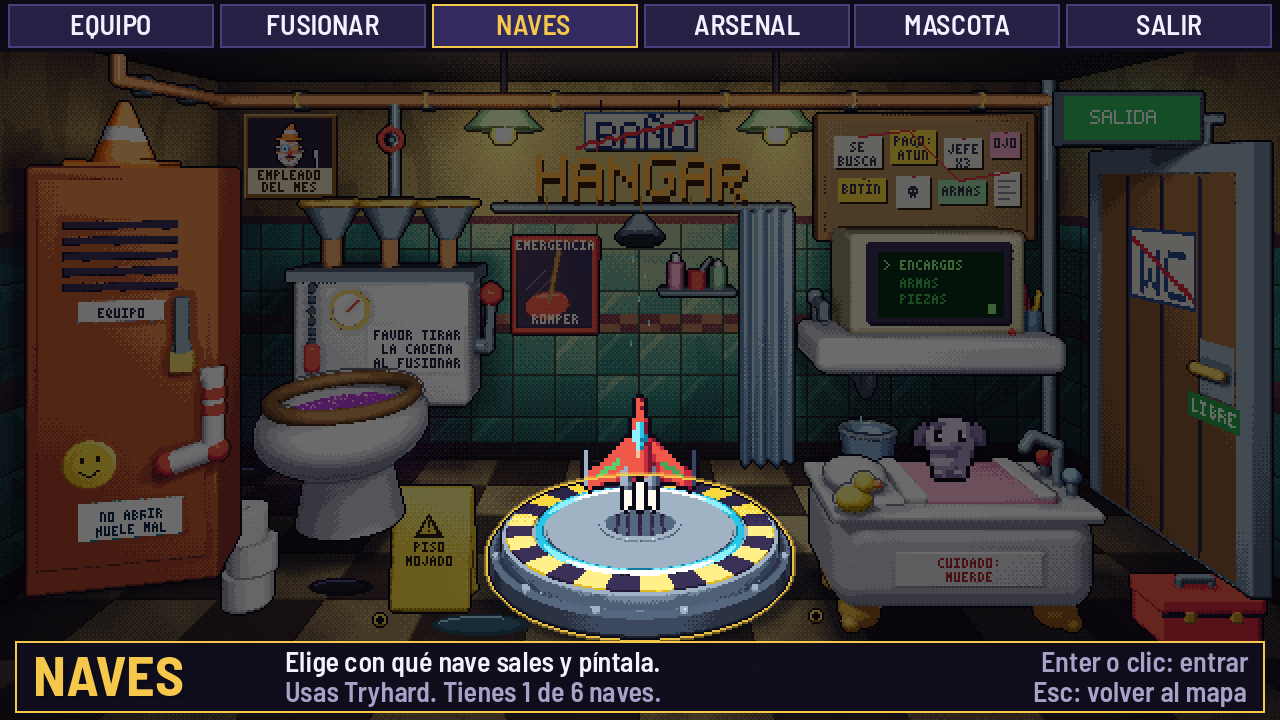 EQUIPO
FUSIONAR
NAVES
ARSENAL
MASCOTA
SALIR
BAÑO
HANGAR
SALIDA
EMPLEADO
DEL MES
SE
BUSCA
PAGO:
ATÚN
JEFE
X3
OJO
BOTÍN
ARMAS
EMERGENCIA
ROMPER
> ENCARGOS
ARMAS
PIEZAS
WC
EQUIPO
FAVOR TIRAR
LA CADENA
AL FUSIONAR
LIBRE
NO ABRIR
HUELE MAL
PISO
MOJADO
CUIDADO:
MUERDE
NAVES
Elige con qué nave sales y píntala.
Usas Tryhard. Tienes 1 de 6 naves.
Enter o clic: entrar
Esc: volver al mapa